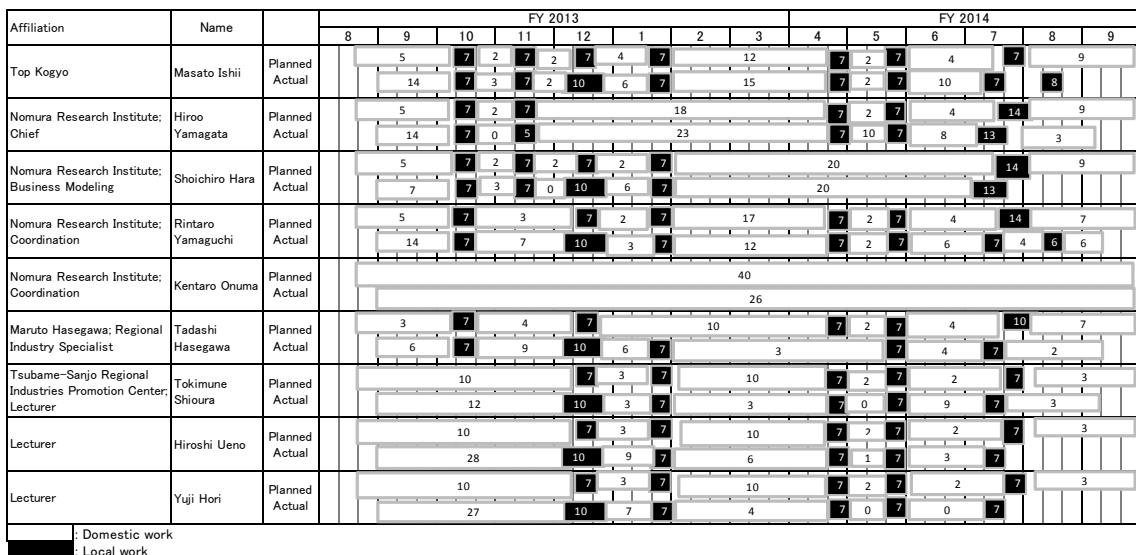 Affiliation Name FY 2013 FY 2014
8 9 10 11 12 1 2 3 4 5 6 7 8 9
Top Kogyo Masato Ishii
Planned 5 7 2 7 2 7 4 7 12 7 2 7 4 7 9
Actual 14 7 3 7 2 10 6 7 15 7 2 7 10 7 8
Nomura Research Institute; Chief
Hiroo Yamagata
Planned 5 7 2 7 18 7 2 7 4 14 9
Actual 14 7 0 5 23 7 10 7 8 13 3
Nomura Research Institute; Business Modeling
Shoichiro Hara
Planned 5 7 2 7 2 7 2 7 20 14 9
Actual 7 7 3 7 0 10 6 7 20 13
Nomura Research Institute; Coordination
Rintaro Yamaguchi
Planned 5 7 3 7 2 7 17 7 2 7 4 14 7
Actual 14 7 7 10 3 7 12 7 2 7 6 7 4 6 6
Nomura Research Institute; Coordination
Kentaro Onuma
Planned 40
Actual 26
Maruto Hasegawa; Regional Industry Specialist
Tadashi Hasegawa
Planned 3 7 4 7 10 7 2 7 4 10 7
Actual 6 7 9 10 6 7 3 7 4 7 2
Tsubame-Sanjo Regional Industries Promotion Center; Lecturer
Tokimune Shioura
Planned 10 7 3 7 10 7 2 7 2 7 3
Actual 12 10 3 7 3 7 0 7 9 7 3
Lecturer
Hiroshi Ueno
Planned 10 7 3 7 10 7 2 7 2 7 3
Actual 28 10 9 7 6 7 1 7 3 7
Lecturer
Yuji Hori
Planned 10 7 3 7 10 7 2 7 2 7 3
Actual 27 10 7 7 4 7 0 7 0 7
: Domestic work
: Local work